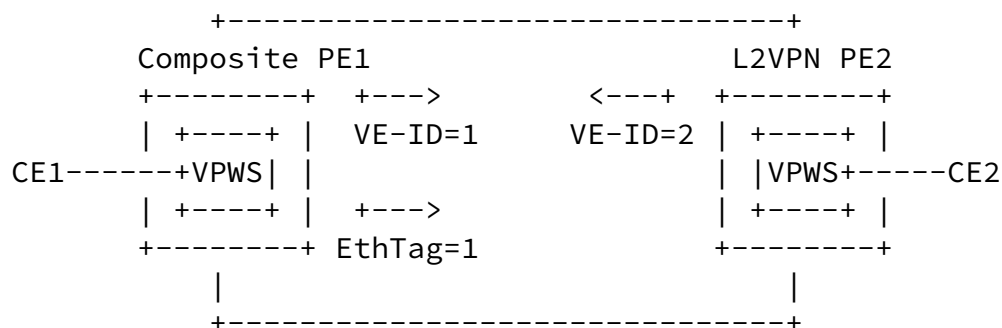 +-------------------------------+
Composite PE1                     L2VPN PE2
+--------+  +--->        <---+  +--------+
| +----+ |  VE-ID=1    VE-ID=2 | +----+ |
CE1------+VPWS| |                     | |VPWS+-----CE2
| +----+ |  +--->               | +----+ |
+--------+ EthTag=1             +--------+
|                               |
+-------------------------------+